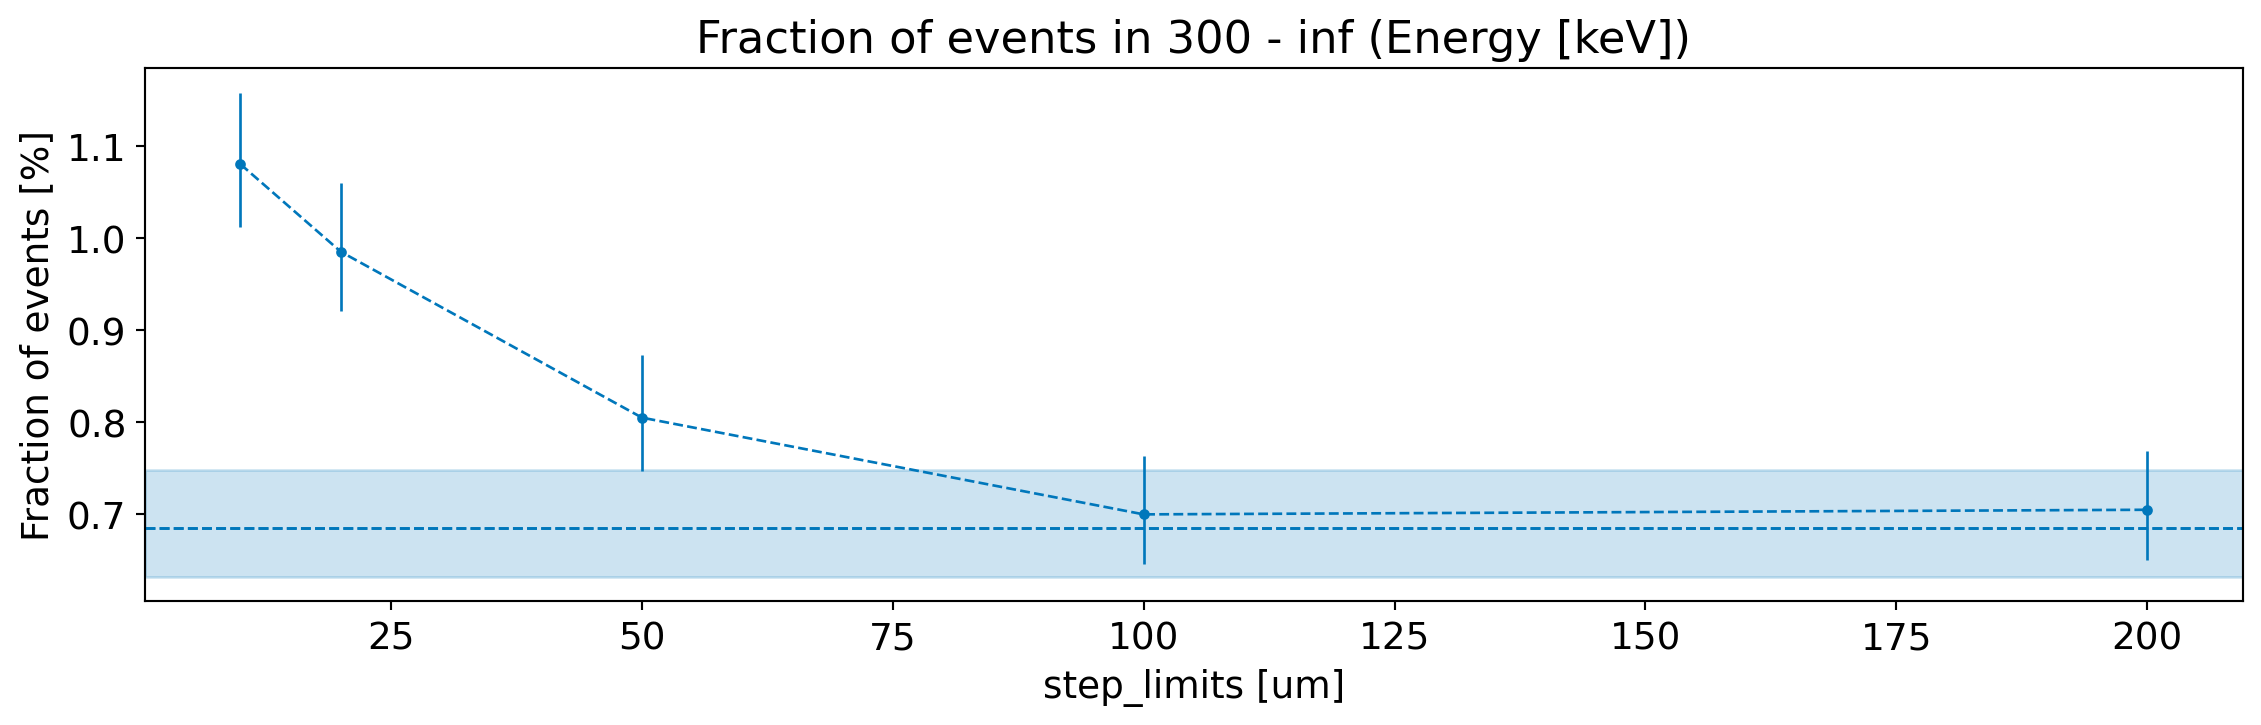 Fraction of events in 300 - inf (Energy [keV])
Fraction of events [%]
1.1
1.0
0.9
0.8
0.7
25 50 75 100 125 150 175 200
step_limits [um]